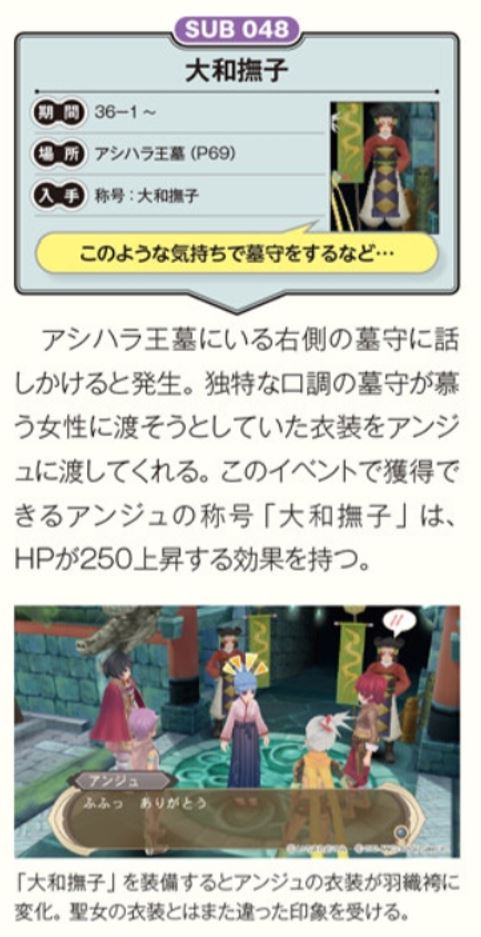 SUB 048
大和撫子
期間 36−1～
場所 アシハラ王墓（P69）
入手 称号：大和撫子
このような気持ちで墓守をするなど…
アシハラ王墓にいる右側の墓守に話
しかけると発生。独特な口調の墓守が慕
う女性に渡そうとしていた衣装をアンジ
ュに渡してくれる。このイベントで獲得で
きるアンジュの称号「大和撫子」は、
HPが250上昇する効果を持つ。
アンジュ
ふふっ　ありがとう
「大和撫子」を装備するとアンジュの衣装が羽織袴に
変化。聖女の衣装とはまた違った印象を受ける。